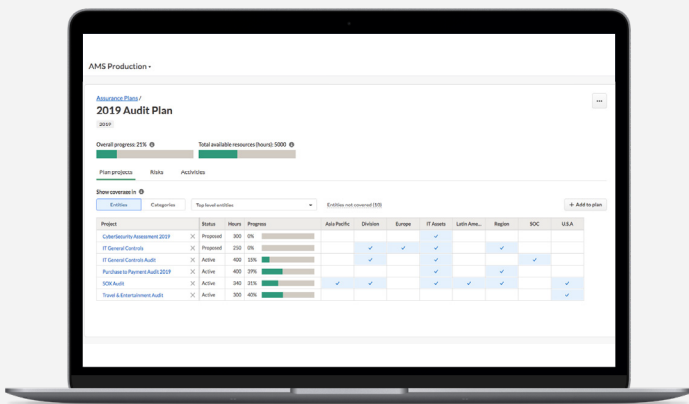 AMS Production
Assurance Plans /
2019 Audit Plan
2019
Overall progress: 21% Total available resources (hours): 5000
Plan projects Risks Activities
Show coverage in
Entities Categories Top level entities Entities not covered (10) + Add to plan
Project Status Hours Progress Asia Pacific Division Europe IT Assets Latin Ame... Region SOC U.S.A
CyberSecurity Assessment 2019 Proposed 300 0%
IT General Controls Proposed 250 0%
IT General Controls Audit Active 400 15%
Purchase to Payment Audit 2019 Active 400 39%
SOX Audit Active 340 31%
Travel & Entertainment Audit Active 300 40%